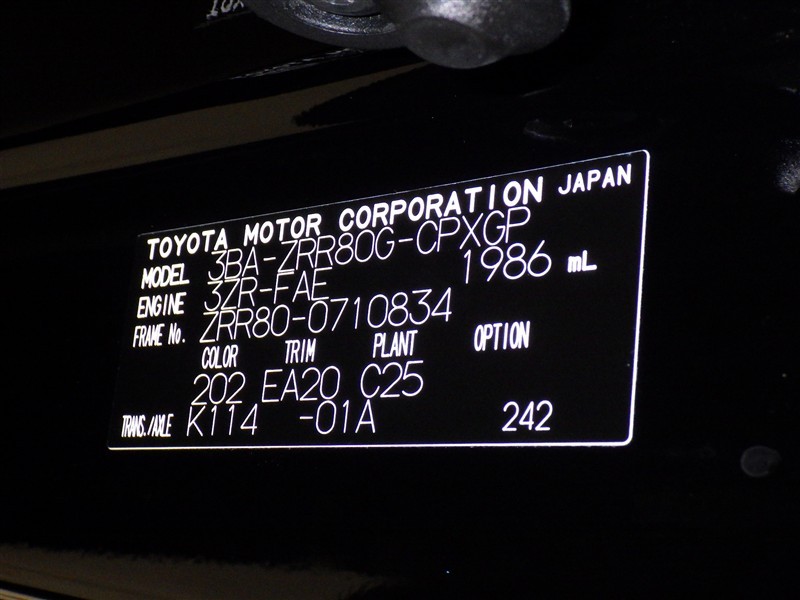 TOYOTA MOTOR CORPORATION JAPAN
MODEL 3BA-ZRR80G-CPXGP
ENGINE 3ZR-FAE 1986 mL
FRAME No. ZRR80-0710834
COLOR TRIM PLANT OPTION
202 EA20 C25
TRANS./AXLE K114 -01A 242